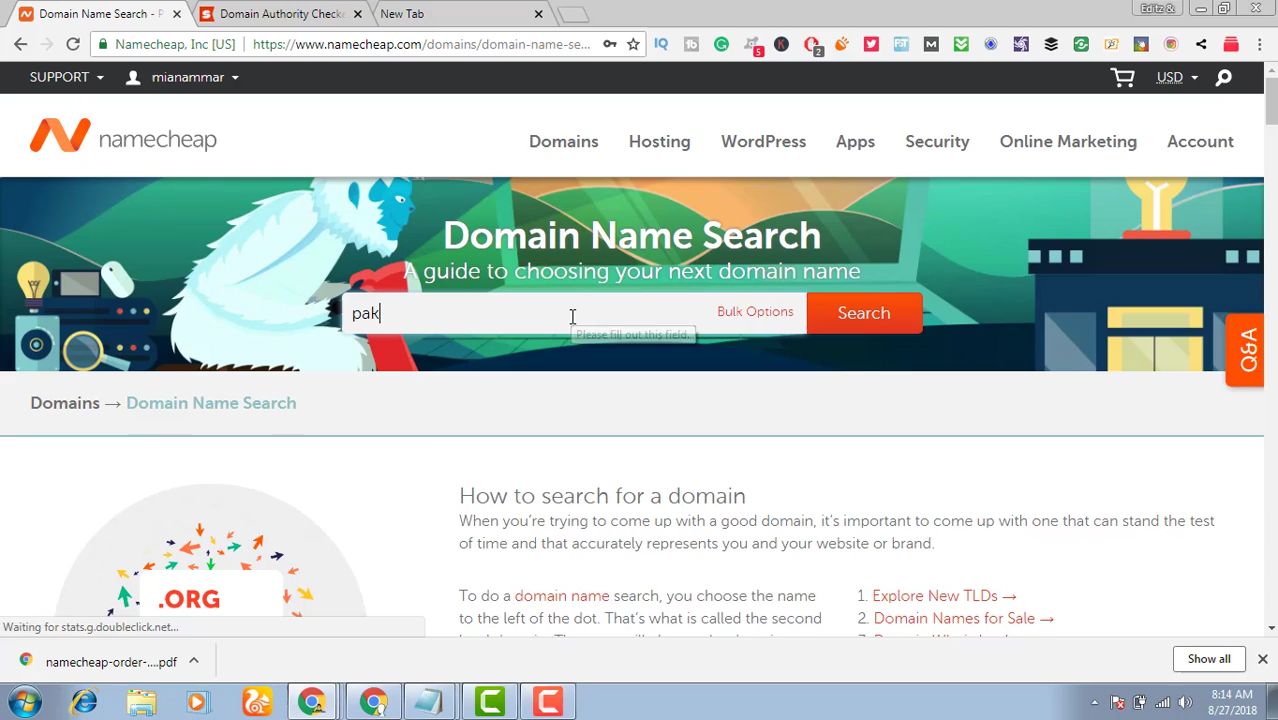 Domain Name Search - P
Domain Authority Checke
New Tab
Editz &
Namecheap, Inc [US]
https://www.namecheap.com/domains/domain-name-se...
SUPPORT
mianammar
USD
namecheap
Domains
Hosting
WordPress
Apps
Security
Online Marketing
Account
Domain Name Search
A guide to choosing your next domain name
pak
Bulk Options
Search
Please fill out this field.
Q&A
Domains → Domain Name Search
How to search for a domain
When you're trying to come up with a good domain, it's important to come up with one that can stand the test
of time and that accurately represents you and your website or brand.
To do a domain name search, you choose the name
to the left of the dot. That's what is called the second
1. Explore New TLDs →
2. Domain Names for Sale →
.ORG
Waiting for stats.g.doubleclick.net...
namecheap-order-....pdf
Show all
8:14 AM
8/27/2018